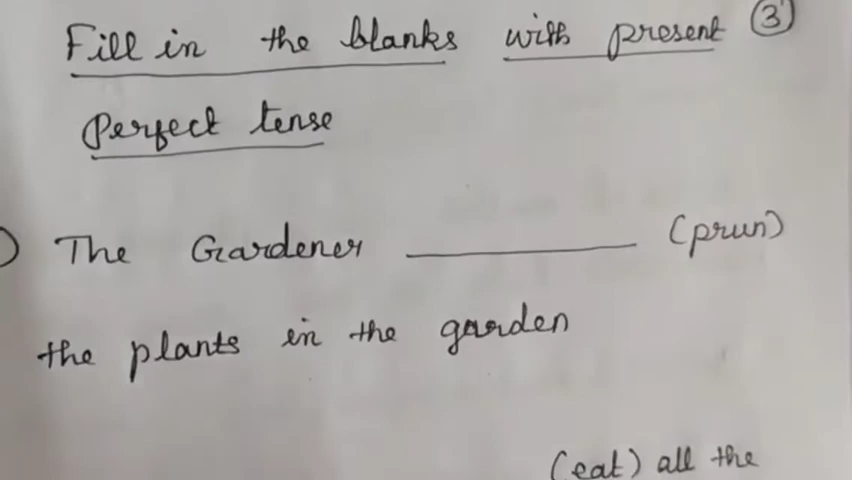 Fill in the blanks with present 3
Perfect tense
) The Gardener ________ (prun)
the plants in the garden
(eat) all the